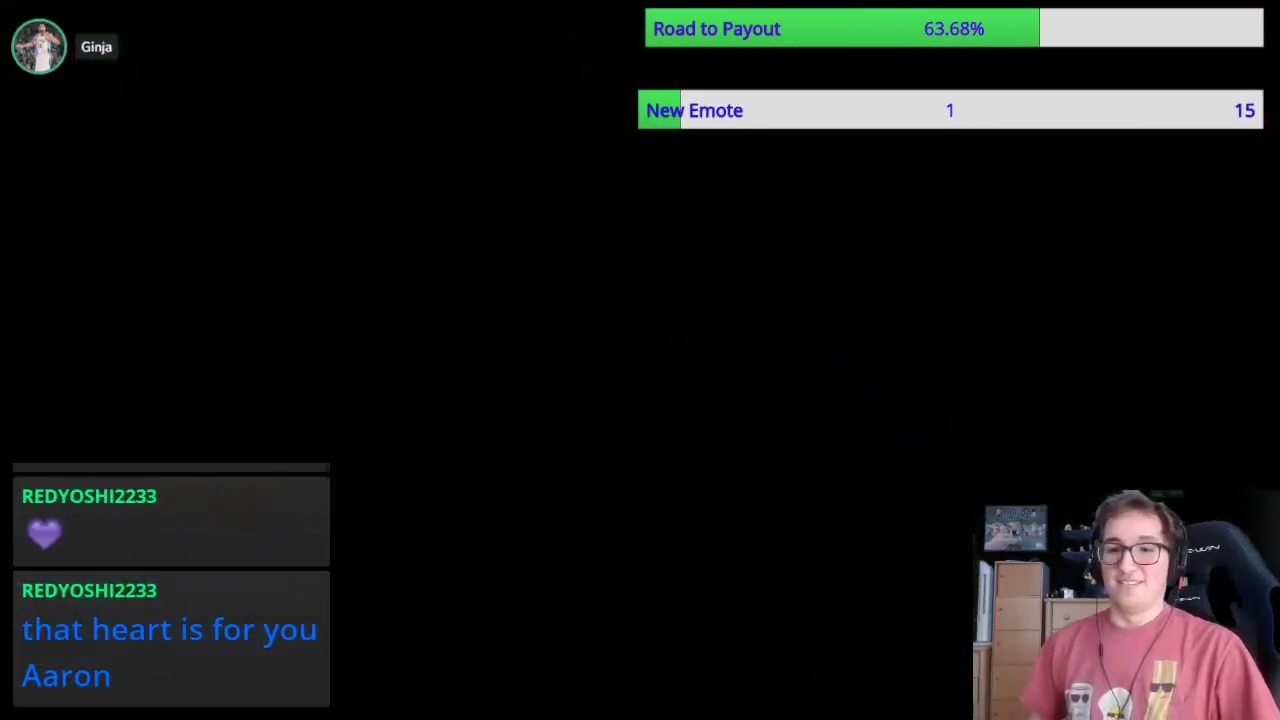 Ginja
Road to Payout 63.68%
New Emote 1 15
REDYOSHI2233
REDYOSHI2233
that heart is for you
Aaron